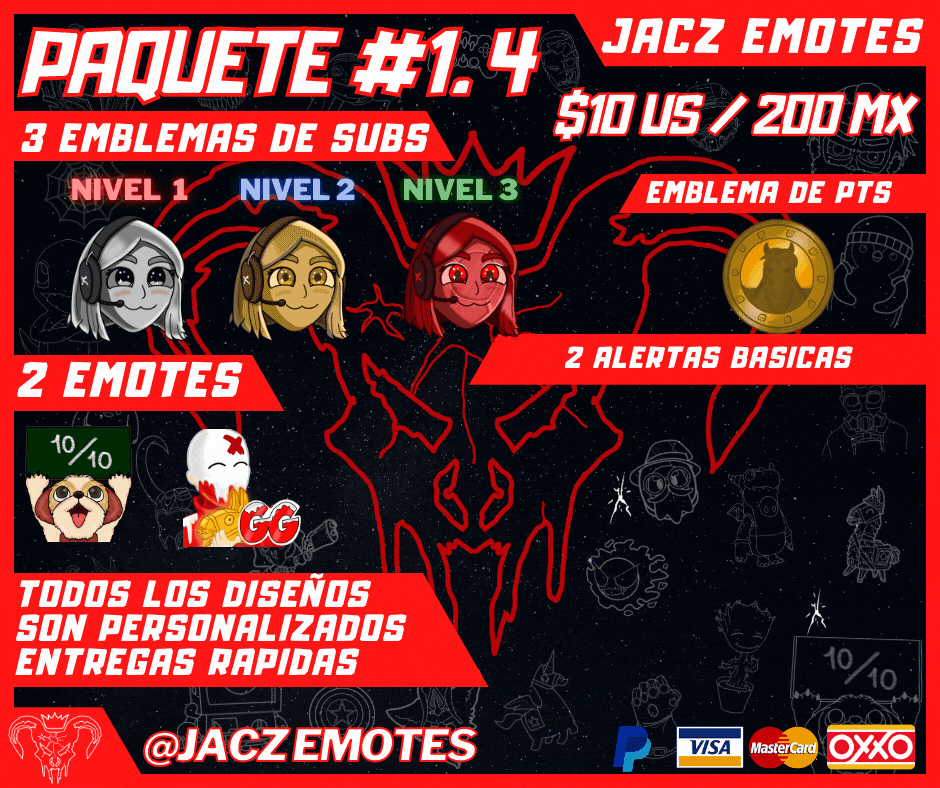 PAQUETE #1.4
JACZ EMOTES
$10 US / 200 MX
3 EMBLEMAS DE SUBS
NIVEL 1
NIVEL 2
NIVEL 3
EMBLEMA DE PTS
2 ALERTAS BASICAS
2 EMOTES
10/10
GG
TODOS LOS DISEÑOS
SON PERSONALIZADOS
ENTREGAS RAPIDAS
10/10
@JACZ EMOTES
VISA
MasterCard
OXXO